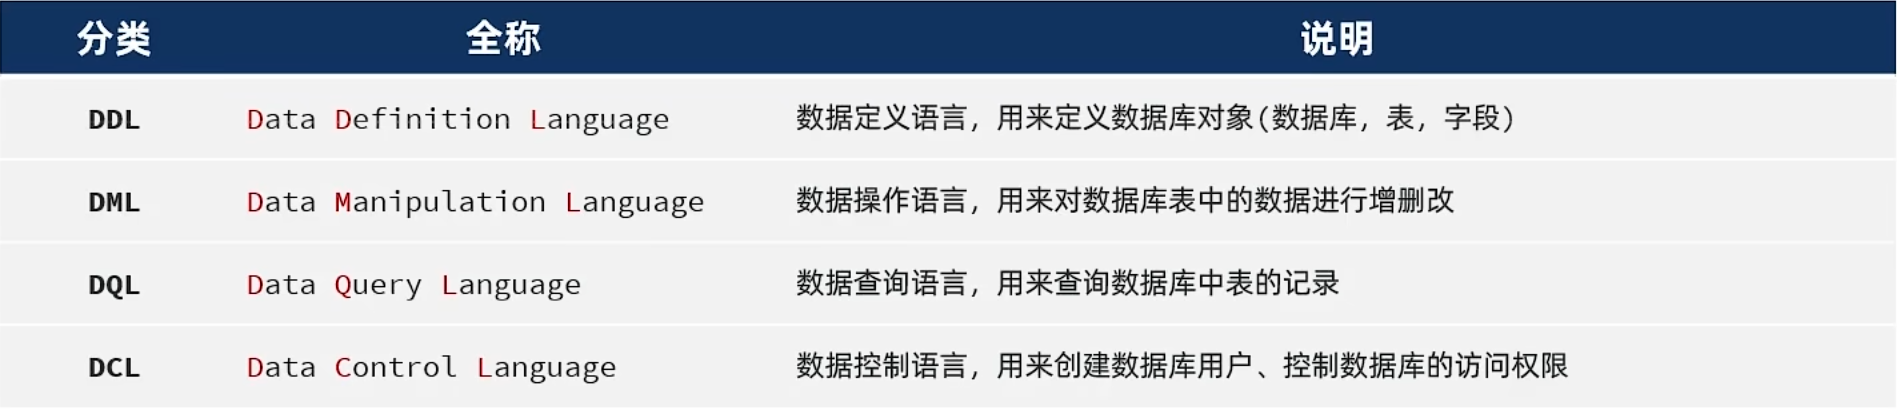 分类 全称 说明
DDL Data Definition Language 数据定义语言，用来定义数据库对象(数据库，表，字段)
DML Data Manipulation Language 数据操作语言，用来对数据库表中的数据进行增删改
DQL Data Query Language 数据查询语言，用来查询数据库中表的记录
DCL Data Control Language 数据控制语言，用来创建数据库用户、控制数据库的访问权限